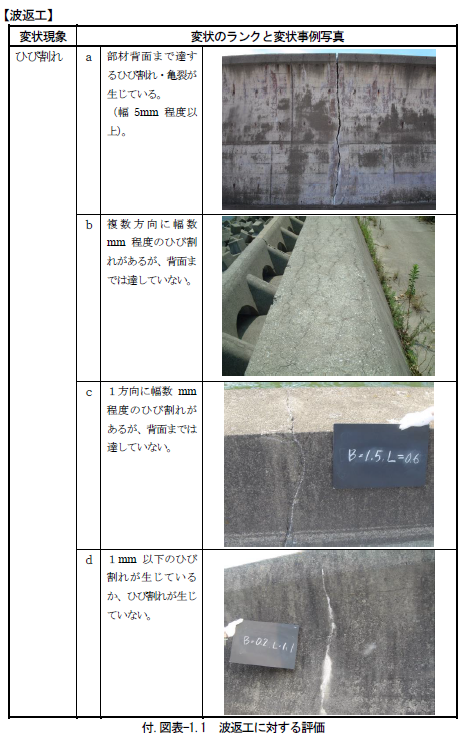 【波返工】
変状現象 変状のランクと変状事例写真
ひび割れ a 部材背面まで達す
るひび割れ・亀裂が
生じている。
（幅 5mm 程度以
上）。
b 複数方向に幅数
mm 程度のひび割
れがあるが、背面ま
では達していない。
c １方向に幅数 mm
程度のひび割れが
あるが、背面までは
達していない。
B=1.5.L=0.6
d １mm 以下のひび
割れが生じている
か、ひび割れが生じ
ていない。
B=0.7.L=1.1
付.図表-1.1 波返工に対する評価